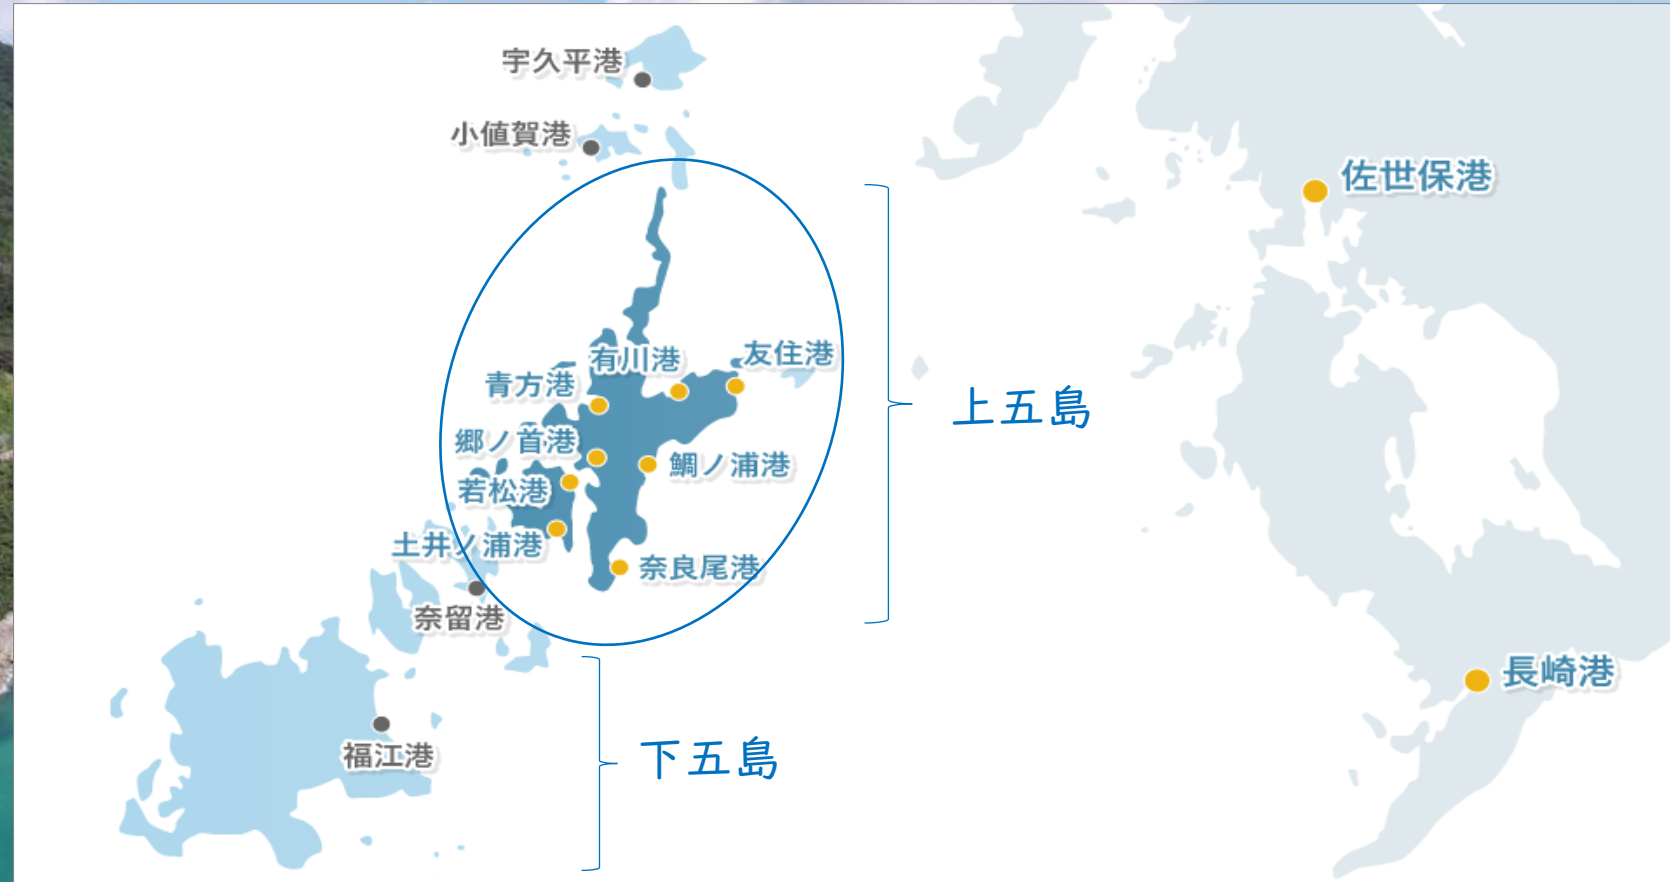 宇久平港
小値賀港
佐世保港
有川港
友住港
青方港
上五島
郷ノ首港
鯛ノ浦港
若松港
土井ノ浦港
奈良尾港
奈留港
長崎港
福江港
下五島